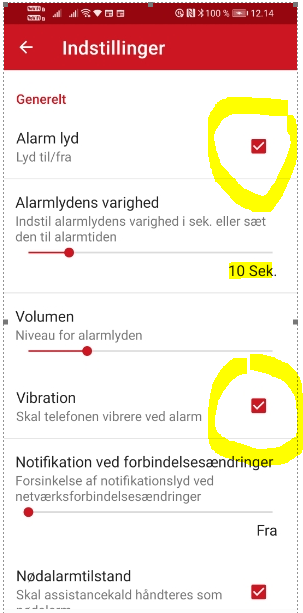 100 % 12.14
Indstillinger
Generelt
Alarm lyd
Lyd til/fra
Alarmlydens varighed
Indstil alarmlydens varighed i sek. eller sæt
den til alarmtiden
10 Sek.
Volumen
Niveau for alarmlyden
Vibration
Skal telefonen vibrere ved alarm
Notifikation ved forbindelsesændringer
Forsinkelse af notifikationslyd ved
netværksforbindelsesændringer
Fra
Nødalarmtilstand
Skal assistancekald håndteres som